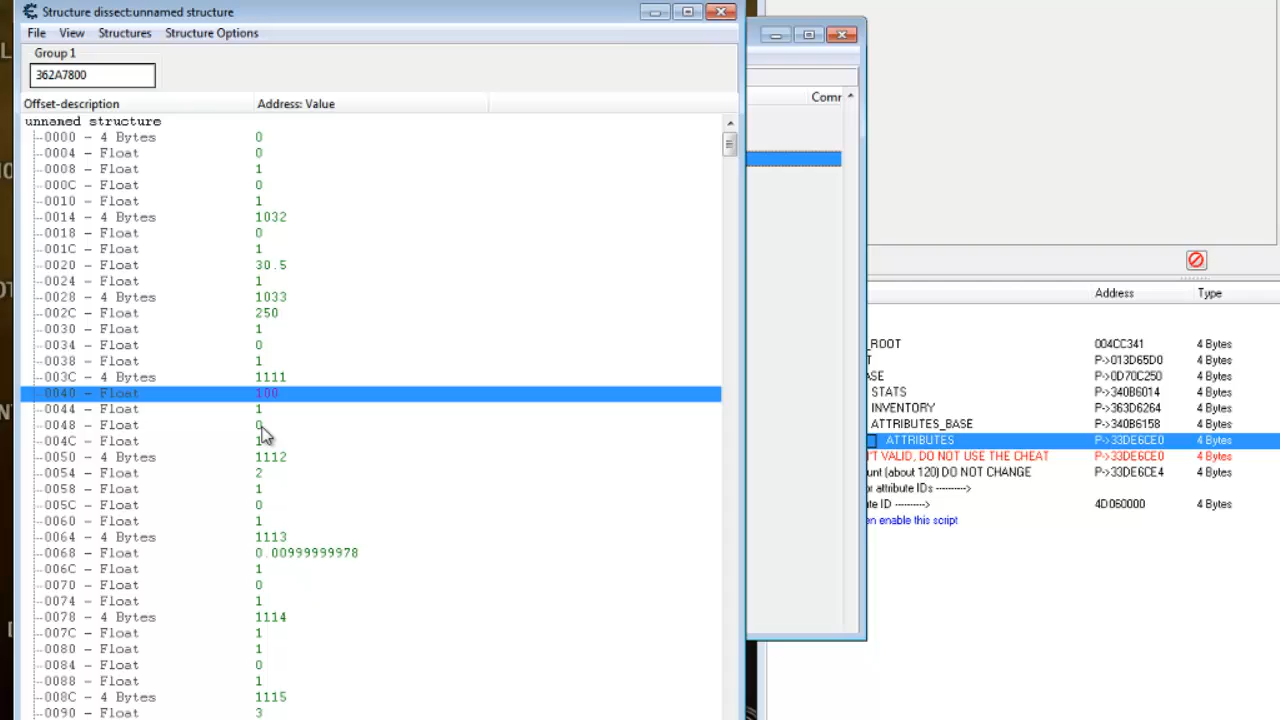 Structure dissect:unnamed structure
File View Structures Structure Options
Group 1
362A7800
Offset-description Address: Value
unnamed structure
0000 - 4 Bytes 0
0004 - Float 0
0008 - Float 1
000C - Float 0
0010 - Float 1
0014 - 4 Bytes 1032
0018 - Float 0
001C - Float 1
0020 - Float 30.5
0024 - Float 1
0028 - 4 Bytes 1033
002C - Float 250
0030 - Float 1
0034 - Float 0
0038 - Float 1
003C - 4 Bytes 1111
0040 - Float 100
0044 - Float 1
0048 - Float 0
004C - Float 1
0050 - 4 Bytes 1112
0054 - Float 2
0058 - Float 1
005C - Float 0
0060 - Float 1
0064 - 4 Bytes 1113
0068 - Float 0.00999999978
006C - Float 1
0070 - Float 0
0074 - Float 1
0078 - 4 Bytes 1114
007C - Float 1
0080 - Float 1
0084 - Float 0
0088 - Float 1
008C - 4 Bytes 1115
0090 - Float 3
Comr
Address Type
_ROOT 004CC341 4 Bytes
T P->013D65D0 4 Bytes
ASE P->0D70C250 4 Bytes
STATS P->340B6014 4 Bytes
INVENTORY P->363D6264 4 Bytes
ATTRIBUTES_BASE P->340B6158 4 Bytes
ATTRIBUTES P->33DE6CE0 4 Bytes
'T VALID, DO NOT USE THE CHEAT P->33DE6CE0 4 Bytes
unt (about 120) DO NOT CHANGE P->33DE6CE4 4 Bytes
or attribute IDs ---------->
te ID ----------> 4D060000 4 Bytes
en enable this script